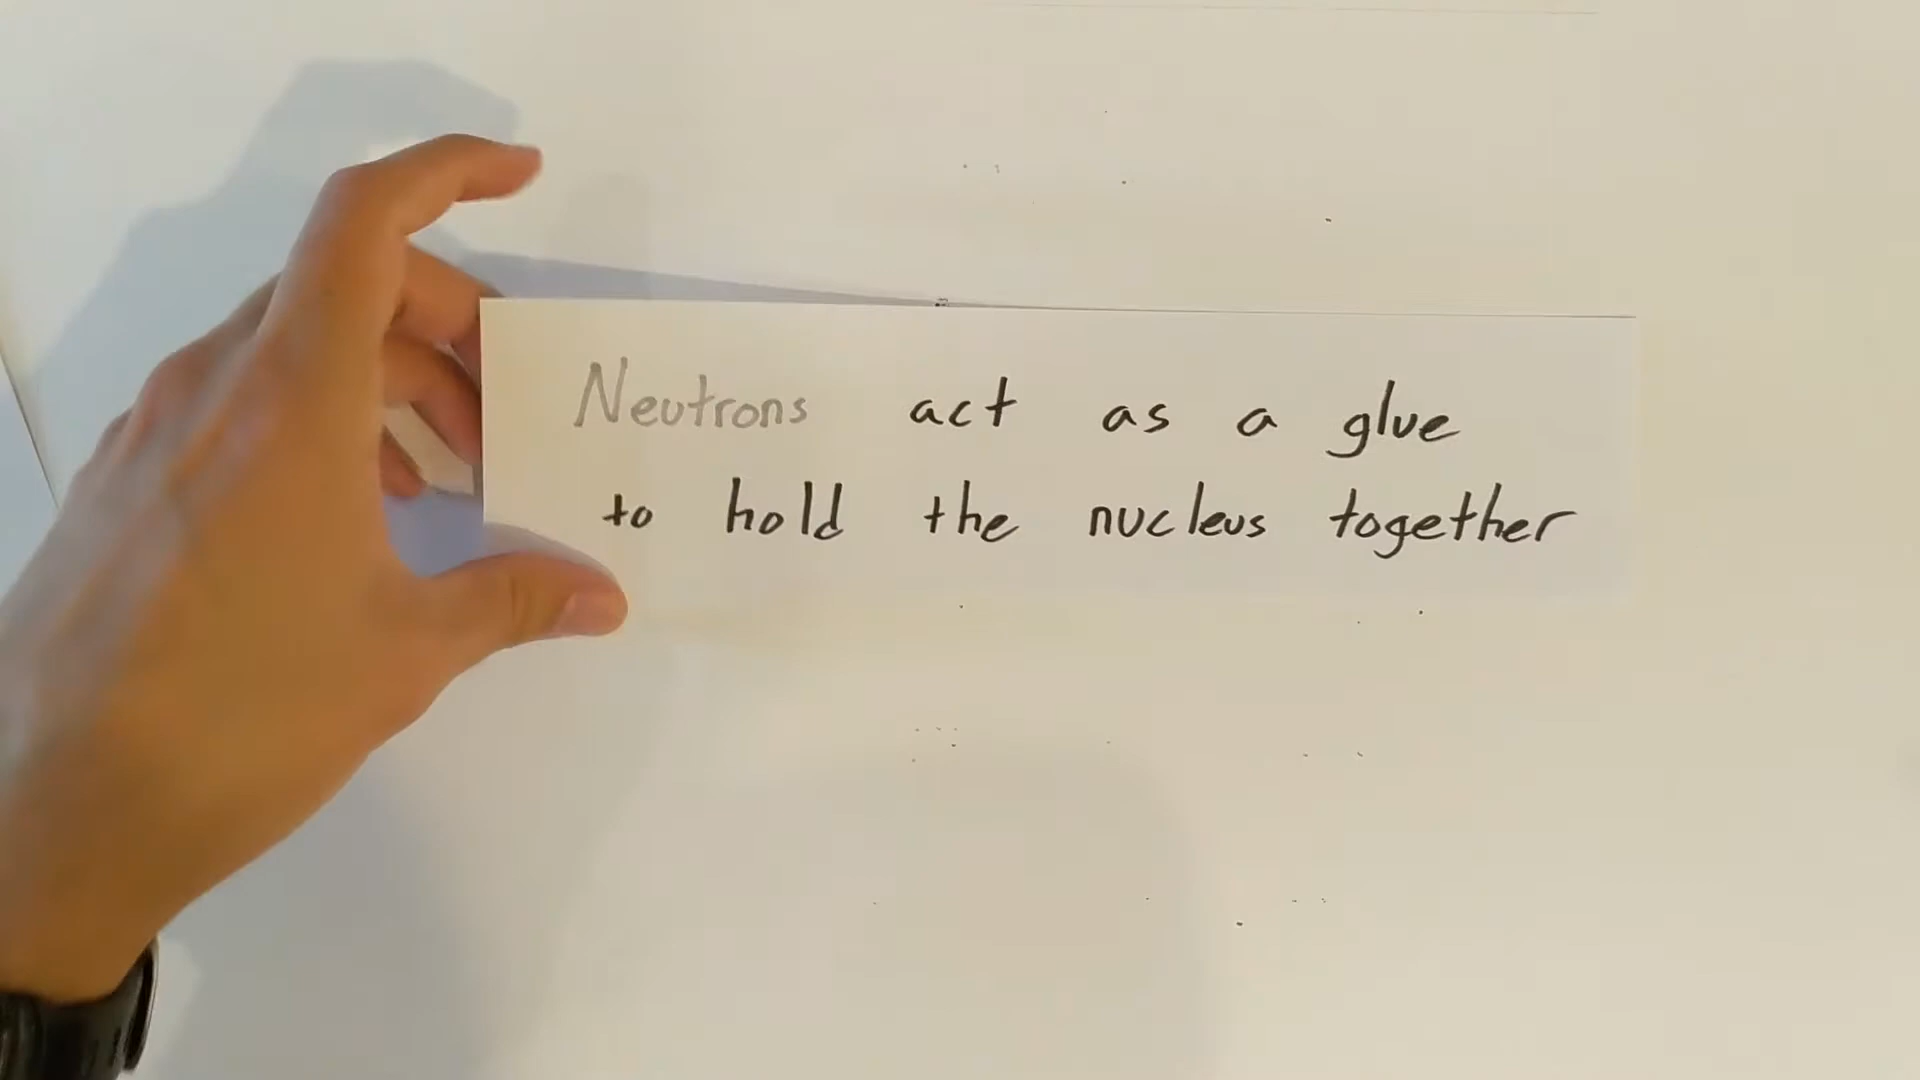 Neutrons act as a glue
to hold the nucleus together